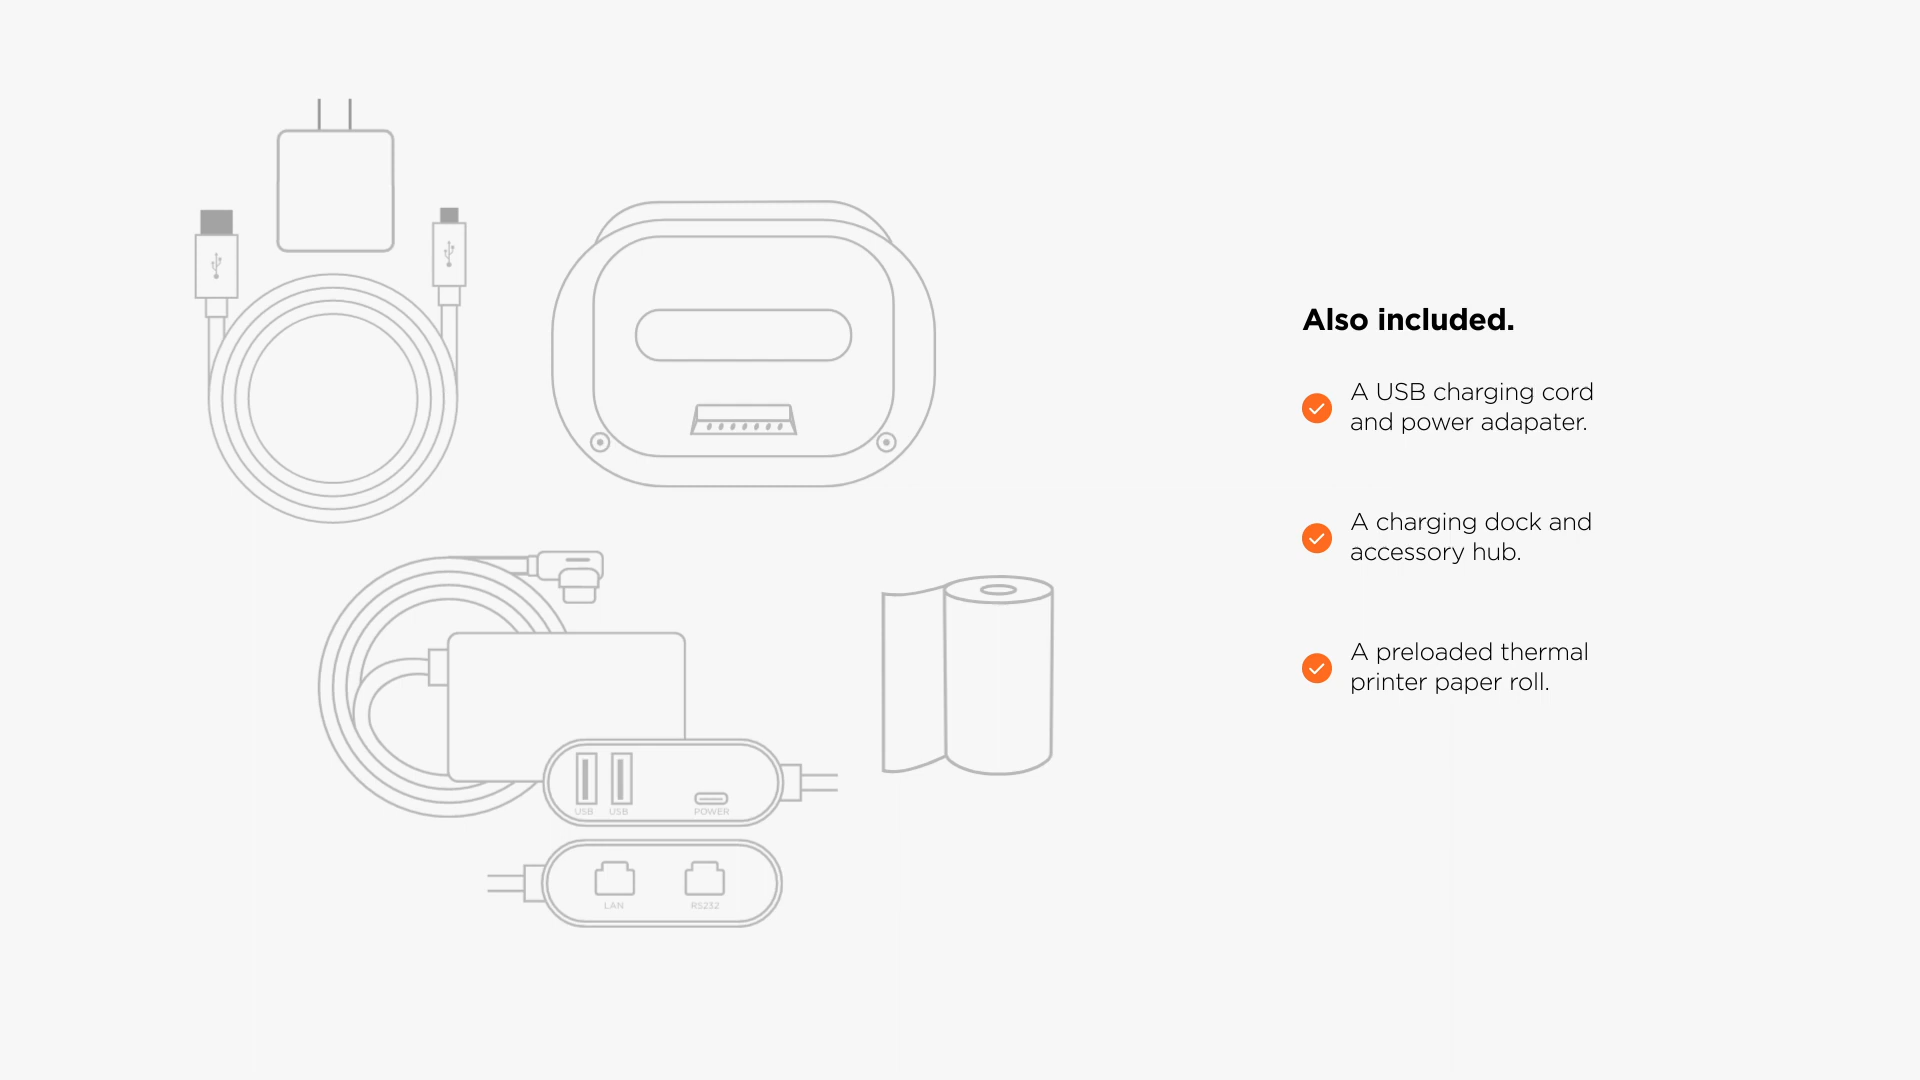 Also included.
A USB charging cord
and power adapater.
A charging dock and
accessory hub.
A preloaded thermal
printer paper roll.
USB USB POWER
LAN RS232